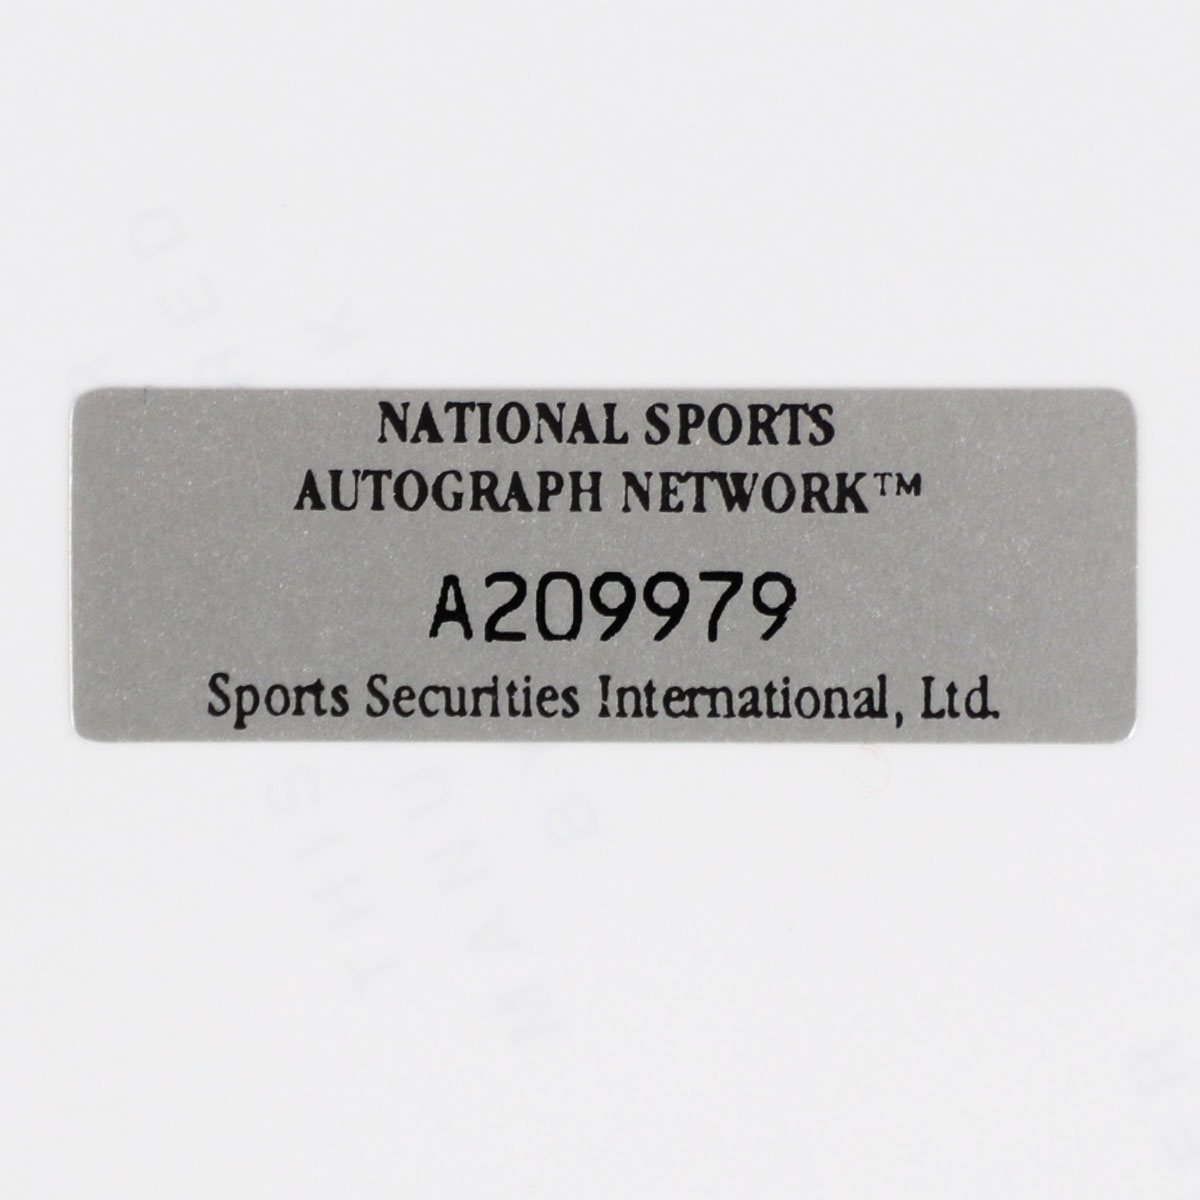 NATIONAL SPORTS
AUTOGRAPH NETWORK™
A209979
Sports Securities International, Ltd.